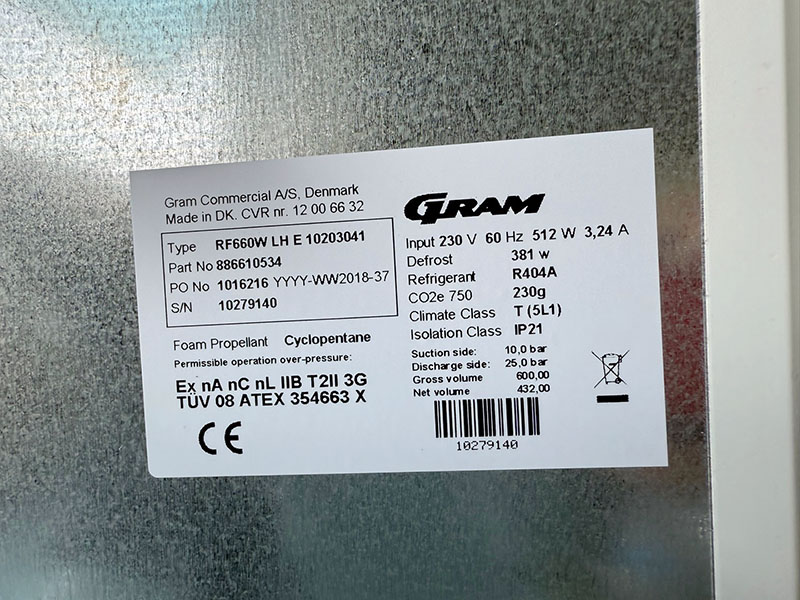 Gram Commercial A/S, Denmark
Made in DK. CVR nr. 12 00 66 32
Type RF660W LH E 10203041
Part No 886610534
PO No 1016216 YYYY-WW2018-37
S/N 10279140
Foam Propellant Cyclopentane
Permissible operation over-pressure:
Ex nA nC nL IIB T2II 3G
TÜV 08 ATEX 354663 X
CE
GRAM
Input 230 V 60 Hz 512 W 3,24 A
Defrost 381 w
Refrigerant R404A
CO2e 750 230g
Climate Class T (5L1)
Isolation Class IP21
Suction side: 10,0 bar
Discharge side: 25,0 bar
Gross volume 600,00
Net volume 432,00
10279140